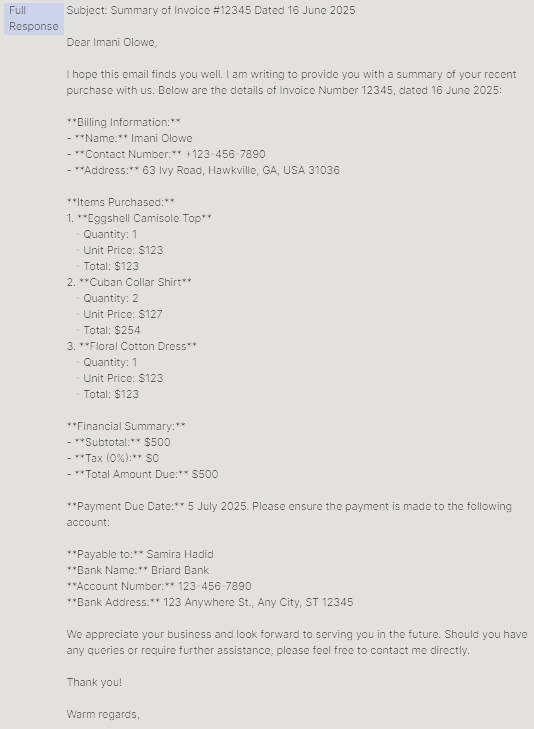 Full
Response
Subject: Summary of Invoice #12345 Dated 16 June 2025
Dear Imani Olowe,
I hope this email finds you well. I am writing to provide you with a summary of your recent
purchase with us. Below are the details of Invoice Number 12345, dated 16 June 2025:
**Billing Information:**
- **Name:** Imani Olowe
- **Contact Number:** +123-456-7890
- **Address:** 63 Ivy Road, Hawkville, GA, USA 31036
**Items Purchased:**
1. **Eggshell Camisole Top**
- Quantity: 1
- Unit Price: $123
- Total: $123
2. **Cuban Collar Shirt**
- Quantity: 2
- Unit Price: $127
- Total: $254
3. **Floral Cotton Dress**
- Quantity: 1
- Unit Price: $123
- Total: $123
**Financial Summary:**
- **Subtotal:** $500
- **Tax (0%):** $0
- **Total Amount Due:** $500
**Payment Due Date:** 5 July 2025. Please ensure the payment is made to the following
account:
**Payable to:** Samira Hadid
**Bank Name:** Briard Bank
**Account Number:** 123-456-7890
**Bank Address:** 123 Anywhere St., Any City, ST 12345
We appreciate your business and look forward to serving you in the future. Should you have
any queries or require further assistance, please feel free to contact me directly.
Thank you!
Warm regards,